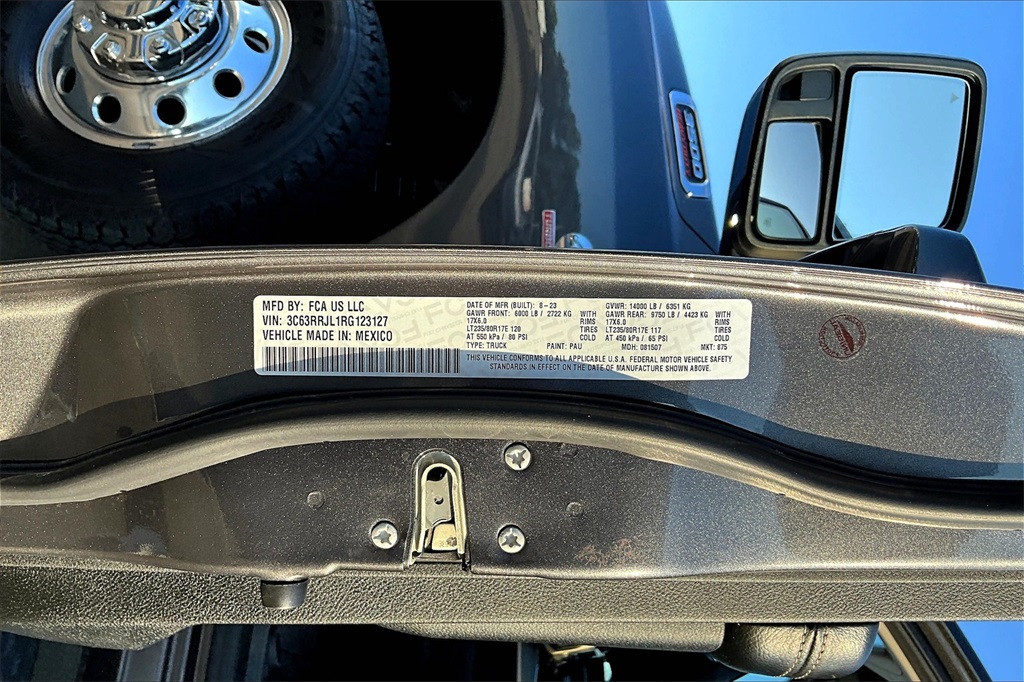 MFD BY: FCA US LLC
VIN: 3C63RRJL1RG123127
VEHICLE MADE IN: MEXICO
DATE OF MFR (BUILT): 8-23
GAWR FRONT: 6000 LB / 2722 KG WITH
17X6.0 RIMS
LT235/80R17E 120
AT 550 kPa / 80 PSI COLD
TYPE: TRUCK PAINT: PAU
GVWR: 14000 LB / 6351 KG
GAWR REAR: 9750 LB / 4423 KG WITH
17X6.0 RIMS
LT235/80R17E 117
AT 450 kPa / 65 PSI COLD
MDH: 081507 MKT: 875
THIS VEHICLE CONFORMS TO ALL APPLICABLE U.S.A. FEDERAL MOTOR VEHICLE SAFETY
STANDARDS IN EFFECT ON THE DATE OF MANUFACTURE SHOWN ABOVE.
3500